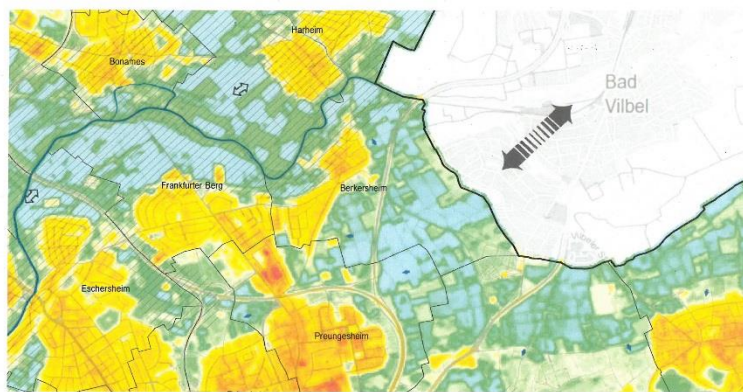 Harheim
Bonames
Bad
Vilbel
Frankfurter Berg
Berkersheim
Eschersheim
Preungesheim